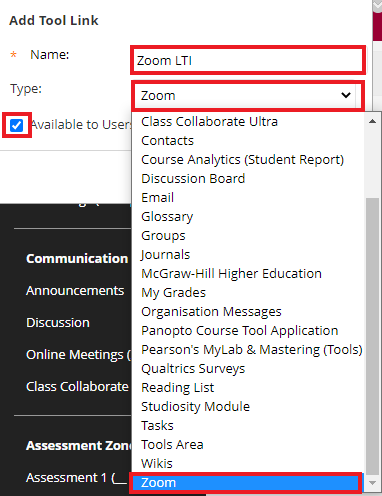 Add Tool Link
* Name: Zoom LTI
Type: Zoom
Available to Users
Class Collaborate Ultra
Contacts
Course Analytics (Student Report)
Discussion Board
Email
Glossary
Groups
Journals
McGraw-Hill Higher Education
My Grades
Organisation Messages
Panopto Course Tool Application
Pearson's MyLab & Mastering (Tools)
Qualtrics Surveys
Reading List
Studiosity Module
Tasks
Tools Area
Wikis
Zoom
Communication
Announcements
Discussion
Online Meetings (
Class Collaborate
Assessment Zone
Assessment 1 (__